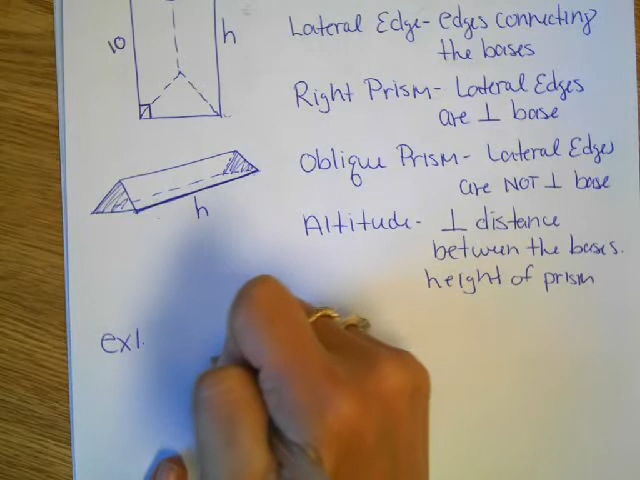 10
h
Lateral Edge- edges connecting
the bases
Right Prism- Lateral Edges
are ⊥ base
Oblique Prism- Lateral Edges
are NOT ⊥ base
h
Altitude- ⊥ distance
between the bases.
height of prism
ex1.